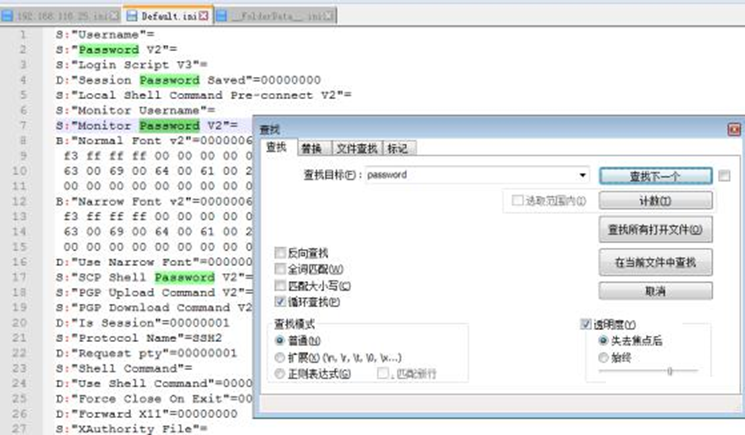 192.168.116.25.ini Default.ini __FolderData__.ini
1 S:"Username"=
2 S:"Password V2"=
3 S:"Login Script V3"=
4 D:"Session Password Saved"=00000000
5 S:"Local Shell Command Pre-connect V2"=
6 S:"Monitor Username"=
7 S:"Monitor Password V2"=
8 B:"Normal Font v2"=0000006
9 f3 ff ff ff 00 00 00 00 0
10 63 00 69 00 64 00 61 00 2
11 00 00 00 00 00 00 00 00 0
12 B:"Narrow Font v2"=0000006
13 f3 ff ff ff 00 00 00 00 0
14 63 00 69 00 64 00 61 00 2
15 00 00 00 00 00 00 00 00 0
16 D:"Use Narrow Font"=000000
17 S:"SCP Shell Password V2"=
18 S:"PGP Upload Command V2"=
19 S:"PGP Download Command V2
20 D:"Is Session"=00000001
21 S:"Protocol Name"=SSH2
22 D:"Request pty"=00000001
23 S:"Shell Command"=
24 D:"Use Shell Command"=0000
25 D:"Force Close On Exit"=000
26 D:"Forward X11"=00000000
27 S:"XAuthority File"=
查找
查找 替换 文件查找 标记
查找目标(F): password 查找下一个
选取范围内(I) 计数(T)
查找所有打开文件(O)
在当前文件中查找
取消
反向查找
全词匹配(W)
匹配大小写(C)
循环查找(P)
查找模式
普通(N)
扩展(X) (\n, \r, \t, \0, \x...)
正则表达式(G) . 匹配新行
透明度(Y)
失去焦点后
始终